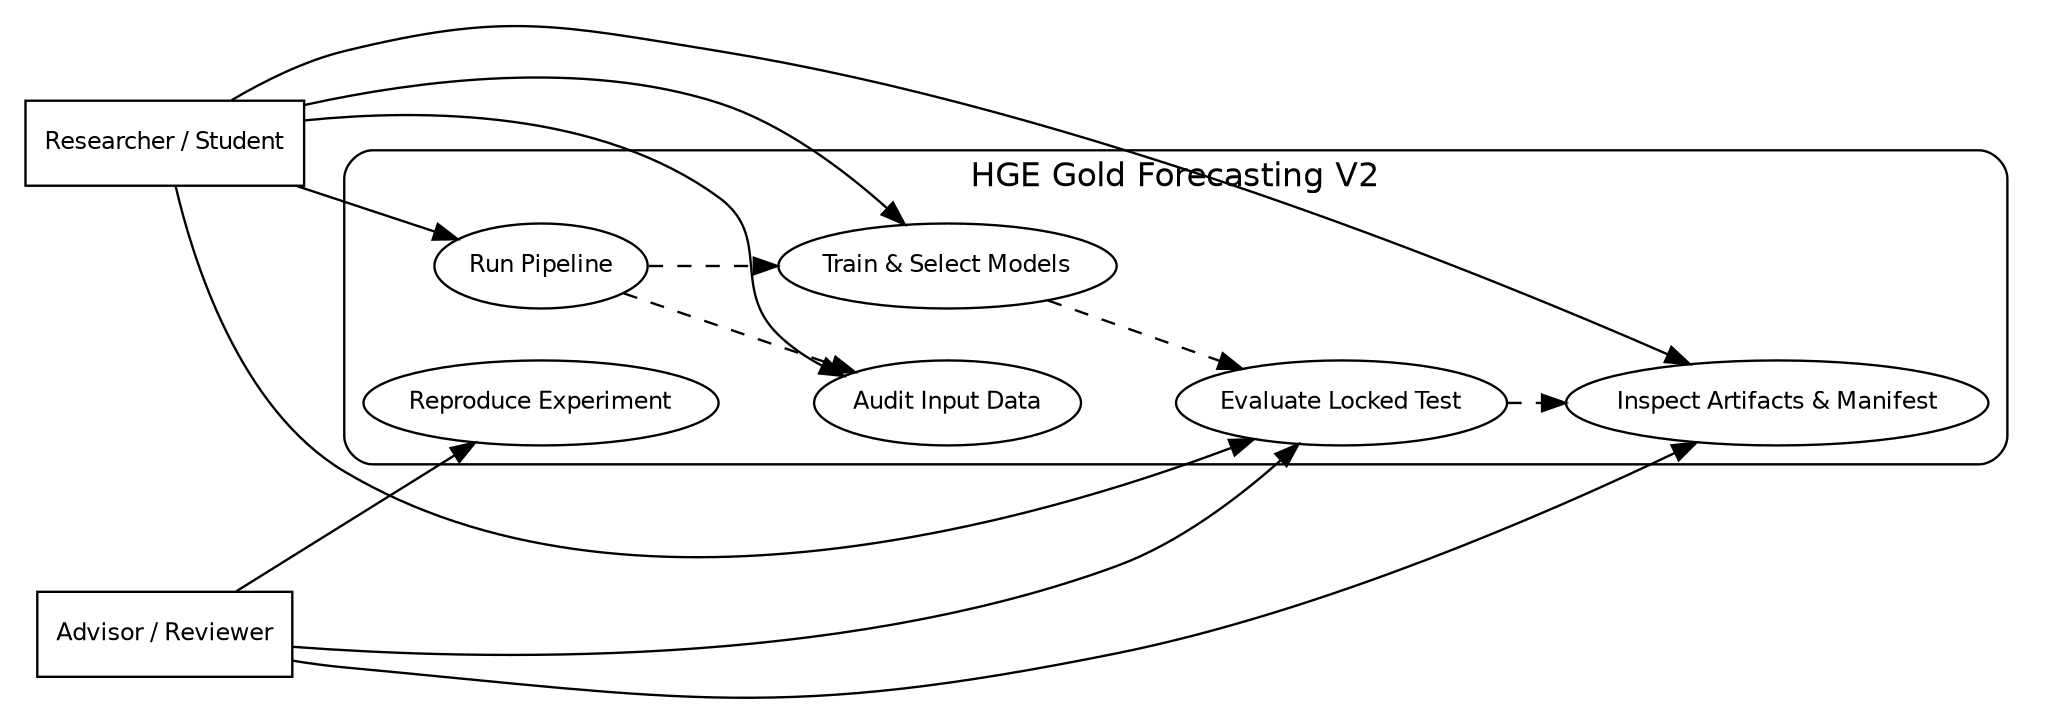 Researcher / Student
HGE Gold Forecasting V2
Run Pipeline
Train & Select Models
Reproduce Experiment
Audit Input Data
Evaluate Locked Test
Inspect Artifacts & Manifest
Advisor / Reviewer